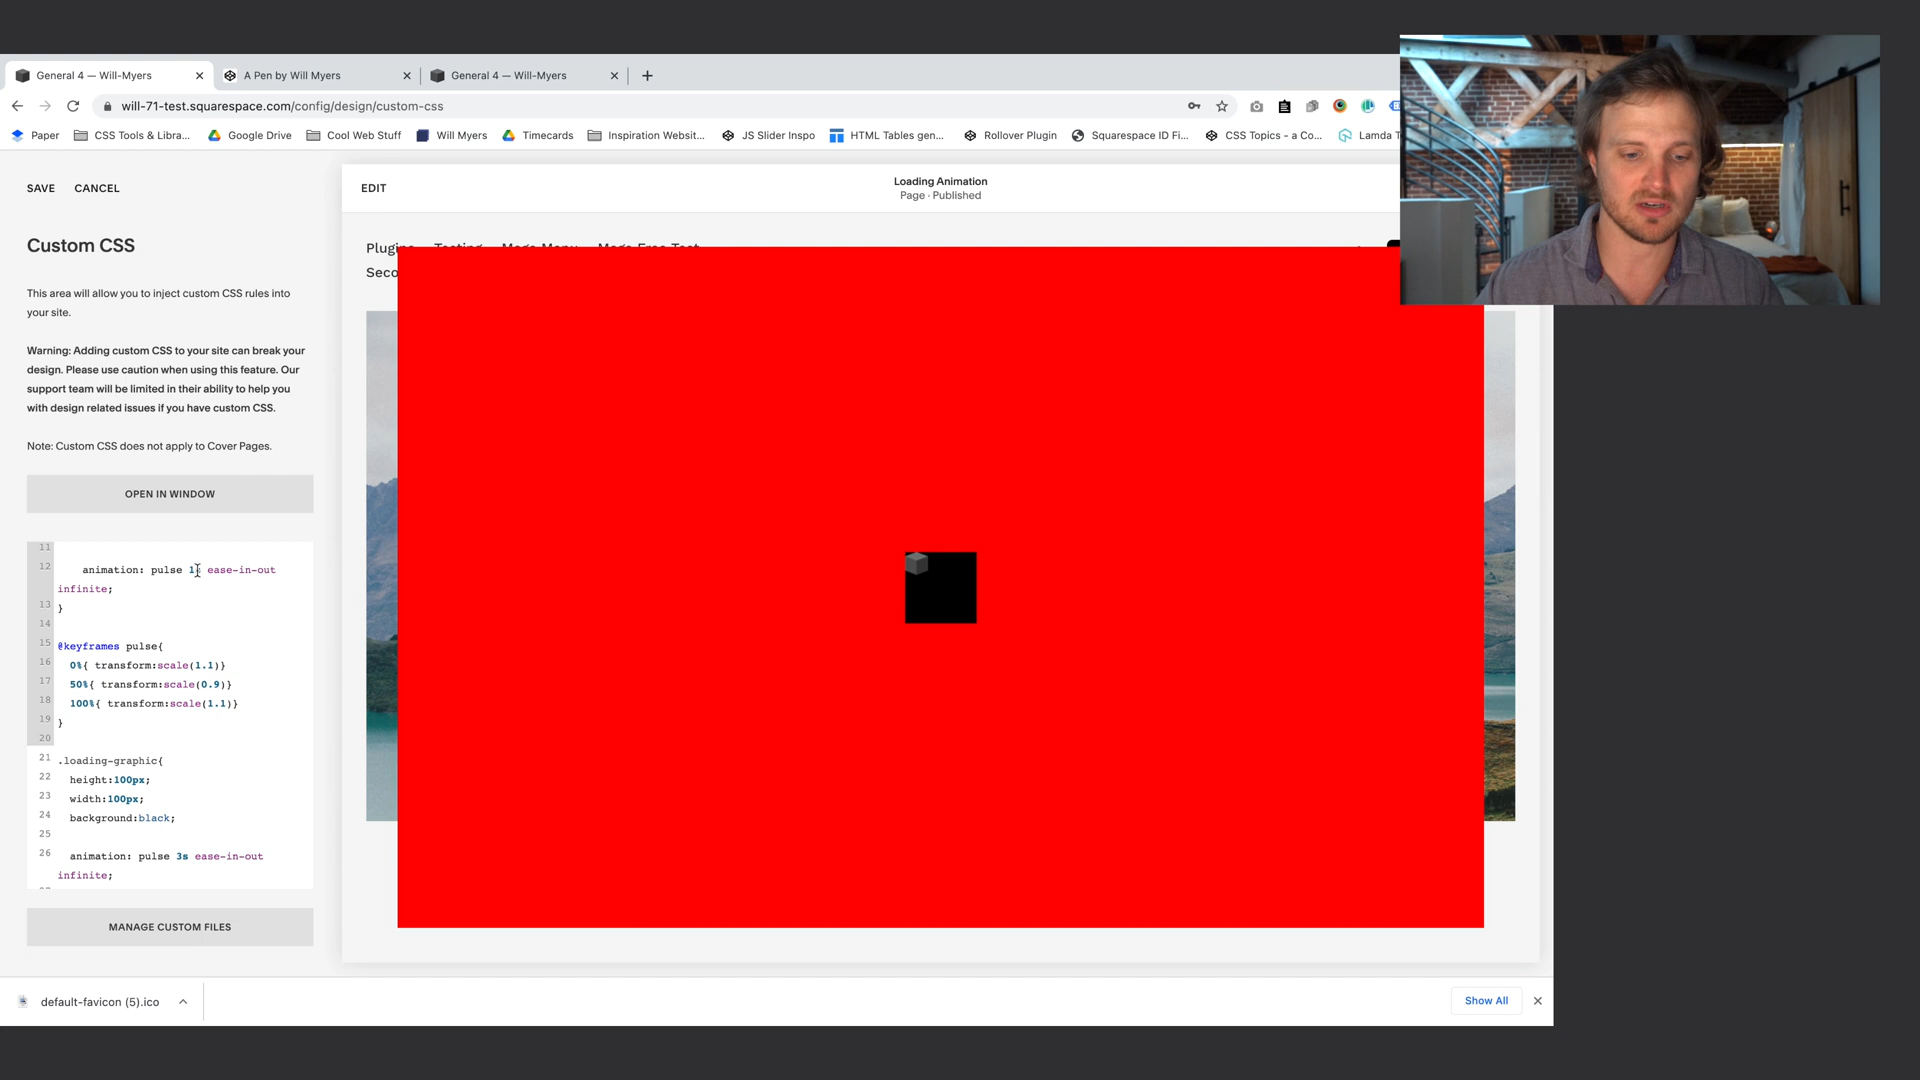 General 4 — Will-Myers
A Pen by Will Myers
General 4 — Will-Myers
will-71-test.squarespace.com/config/design/custom-css
Paper
CSS Tools & Libra...
Google Drive
Cool Web Stuff
Will Myers
Timecards
Inspiration Websit...
JS Slider Inspo
HTML Tables gen...
Rollover Plugin
Squarespace ID Fi...
CSS Topics - a Co...
Lamda
SAVE CANCEL
EDIT
Loading Animation
Page · Published
Custom CSS
This area will allow you to inject custom CSS rules into
your site.
Warning: Adding custom CSS to your site can break your
design. Please use caution when using this feature. Our
support team will be limited in their ability to help you
with design related issues if you have custom CSS.
Note: Custom CSS does not apply to Cover Pages.
OPEN IN WINDOW
11
12 animation: pulse 1s ease-in-out
infinite;
13 }
14
15 @keyframes pulse{
16 0%{ transform:scale(1.1)}
17 50%{ transform:scale(0.9)}
18 100%{ transform:scale(1.1)}
19 }
20
21 .loading-graphic{
22 height:100px;
23 width:100px;
24 background:black;
25
26 animation: pulse 3s ease-in-out
infinite;
MANAGE CUSTOM FILES
default-favicon (5).ico
Show All